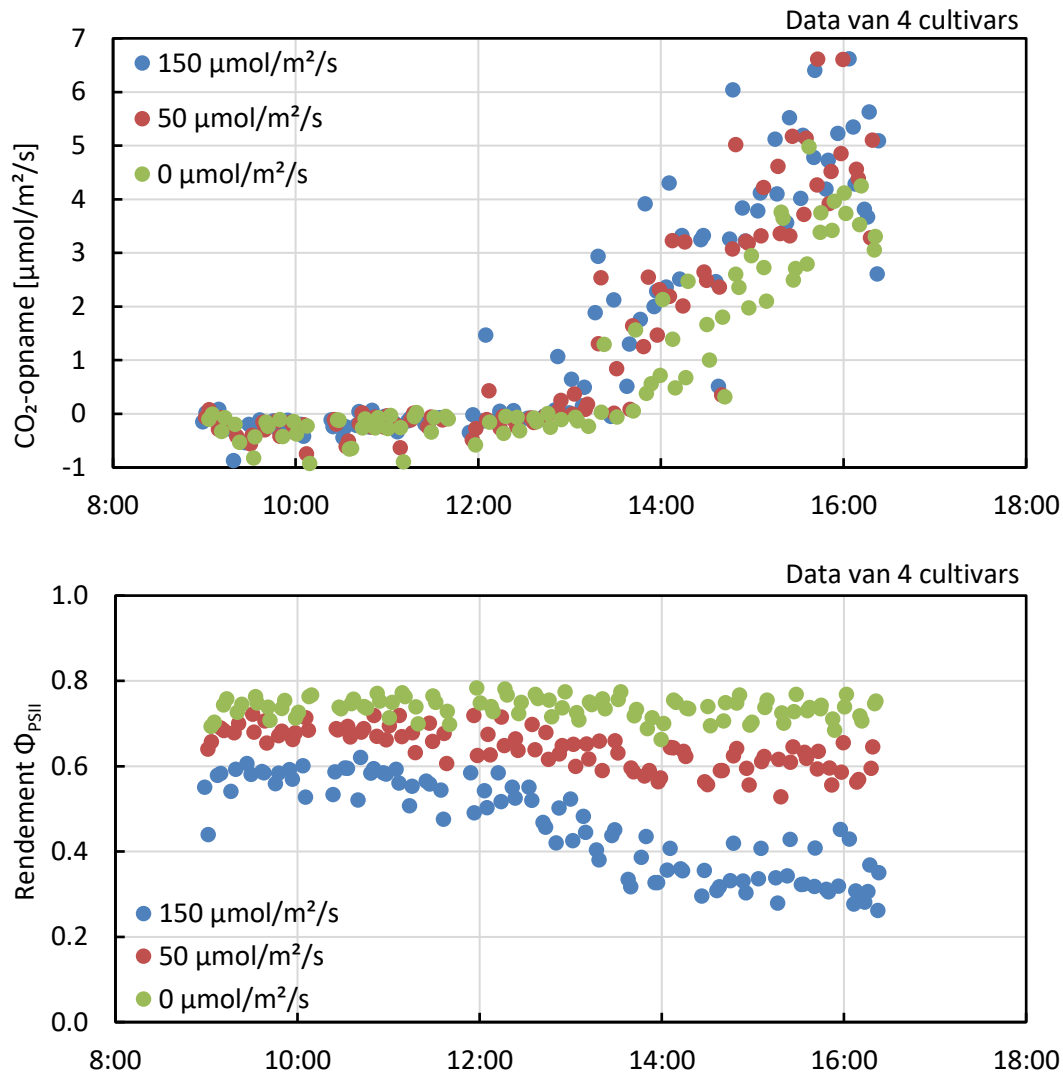 Data van 4 cultivars
7
6
5
4
3
2
1
0
-1
CO₂-opname [µmol/m²/s]
150 µmol/m²/s
50 µmol/m²/s
0 µmol/m²/s
8:00 10:00 12:00 14:00 16:00 18:00
Data van 4 cultivars
1.0
0.8
0.6
0.4
0.2
0.0
Rendement Φ_PSII
150 µmol/m²/s
50 µmol/m²/s
0 µmol/m²/s
8:00 10:00 12:00 14:00 16:00 18:00